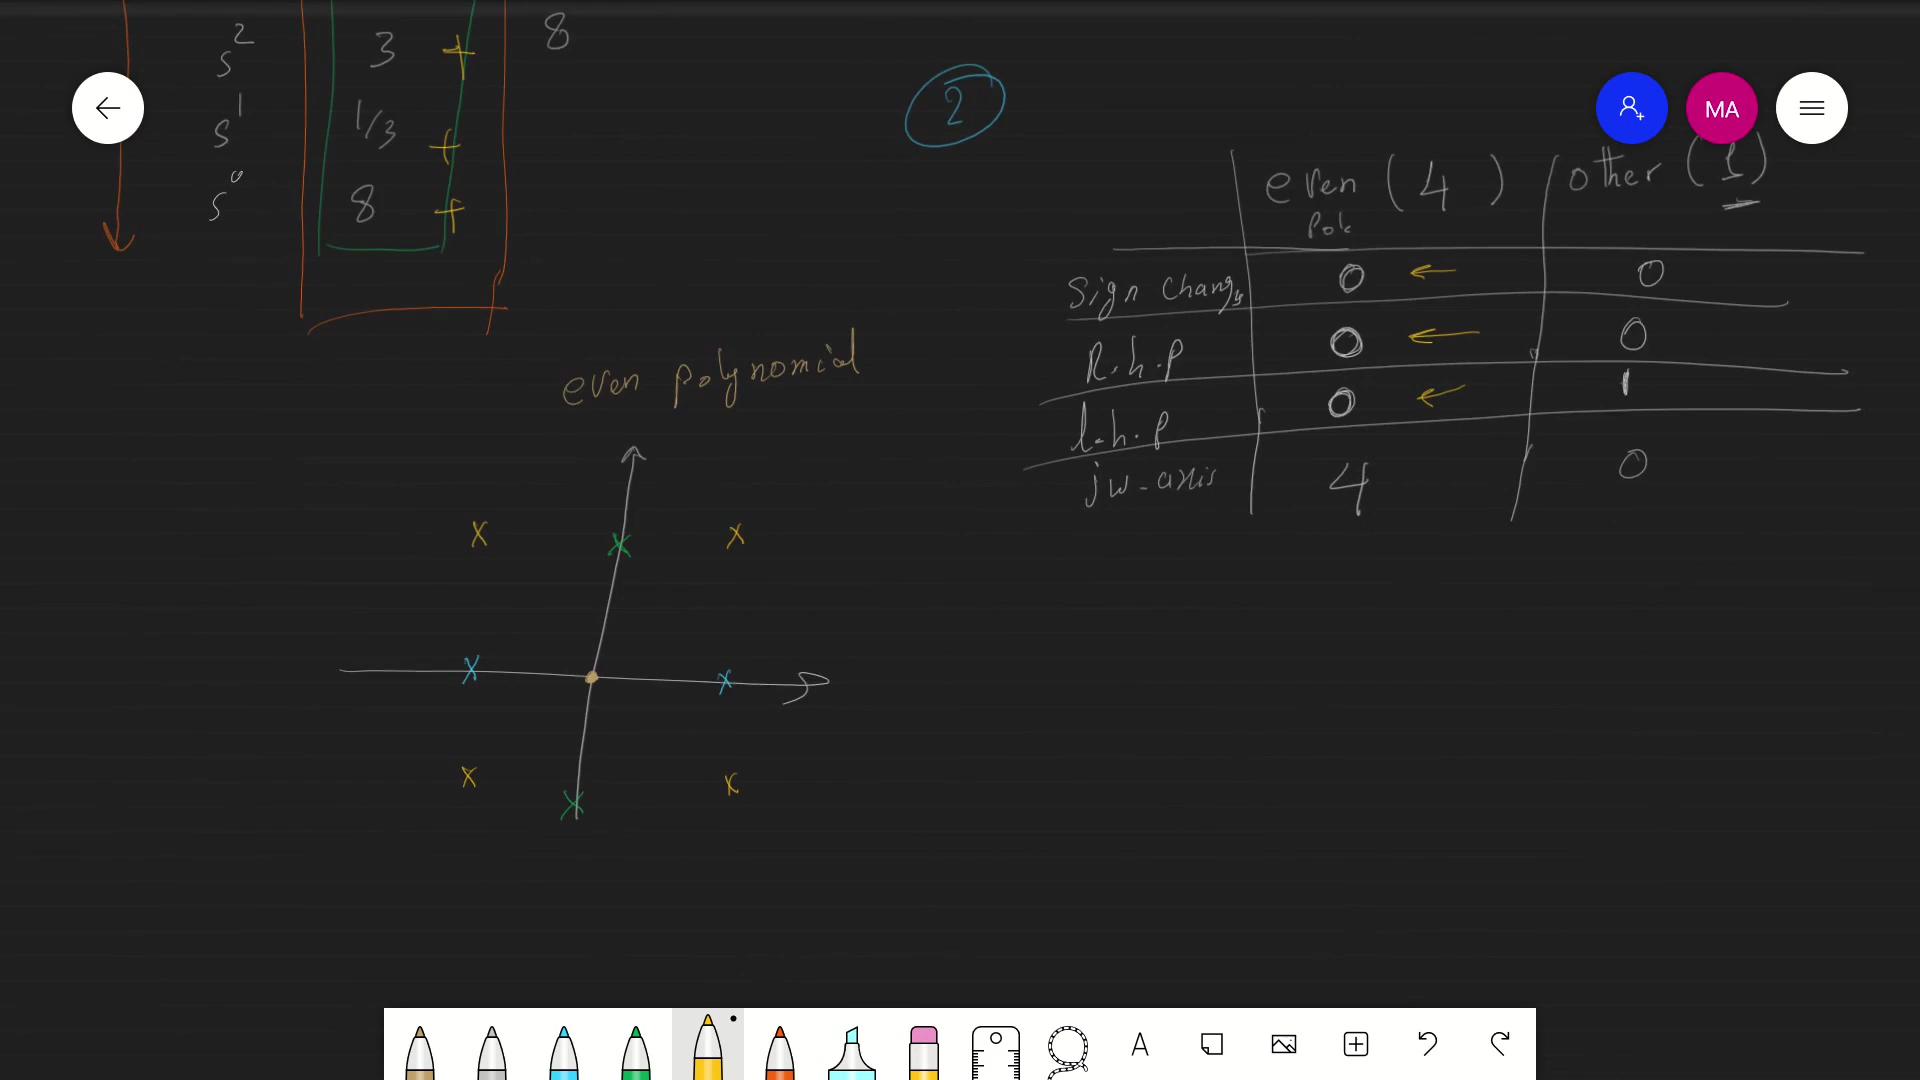 s² 3 + 8
s¹ 1/3 +
s⁰ 8 +
2
MA
even (4) other (1)
Pole
Sign Changes 0 ← 0
R.h.P 0 ← 0
l.h.P 0 ← 1
jw-axis 4 0
even polynomial
X X X
X X
X X
X
A